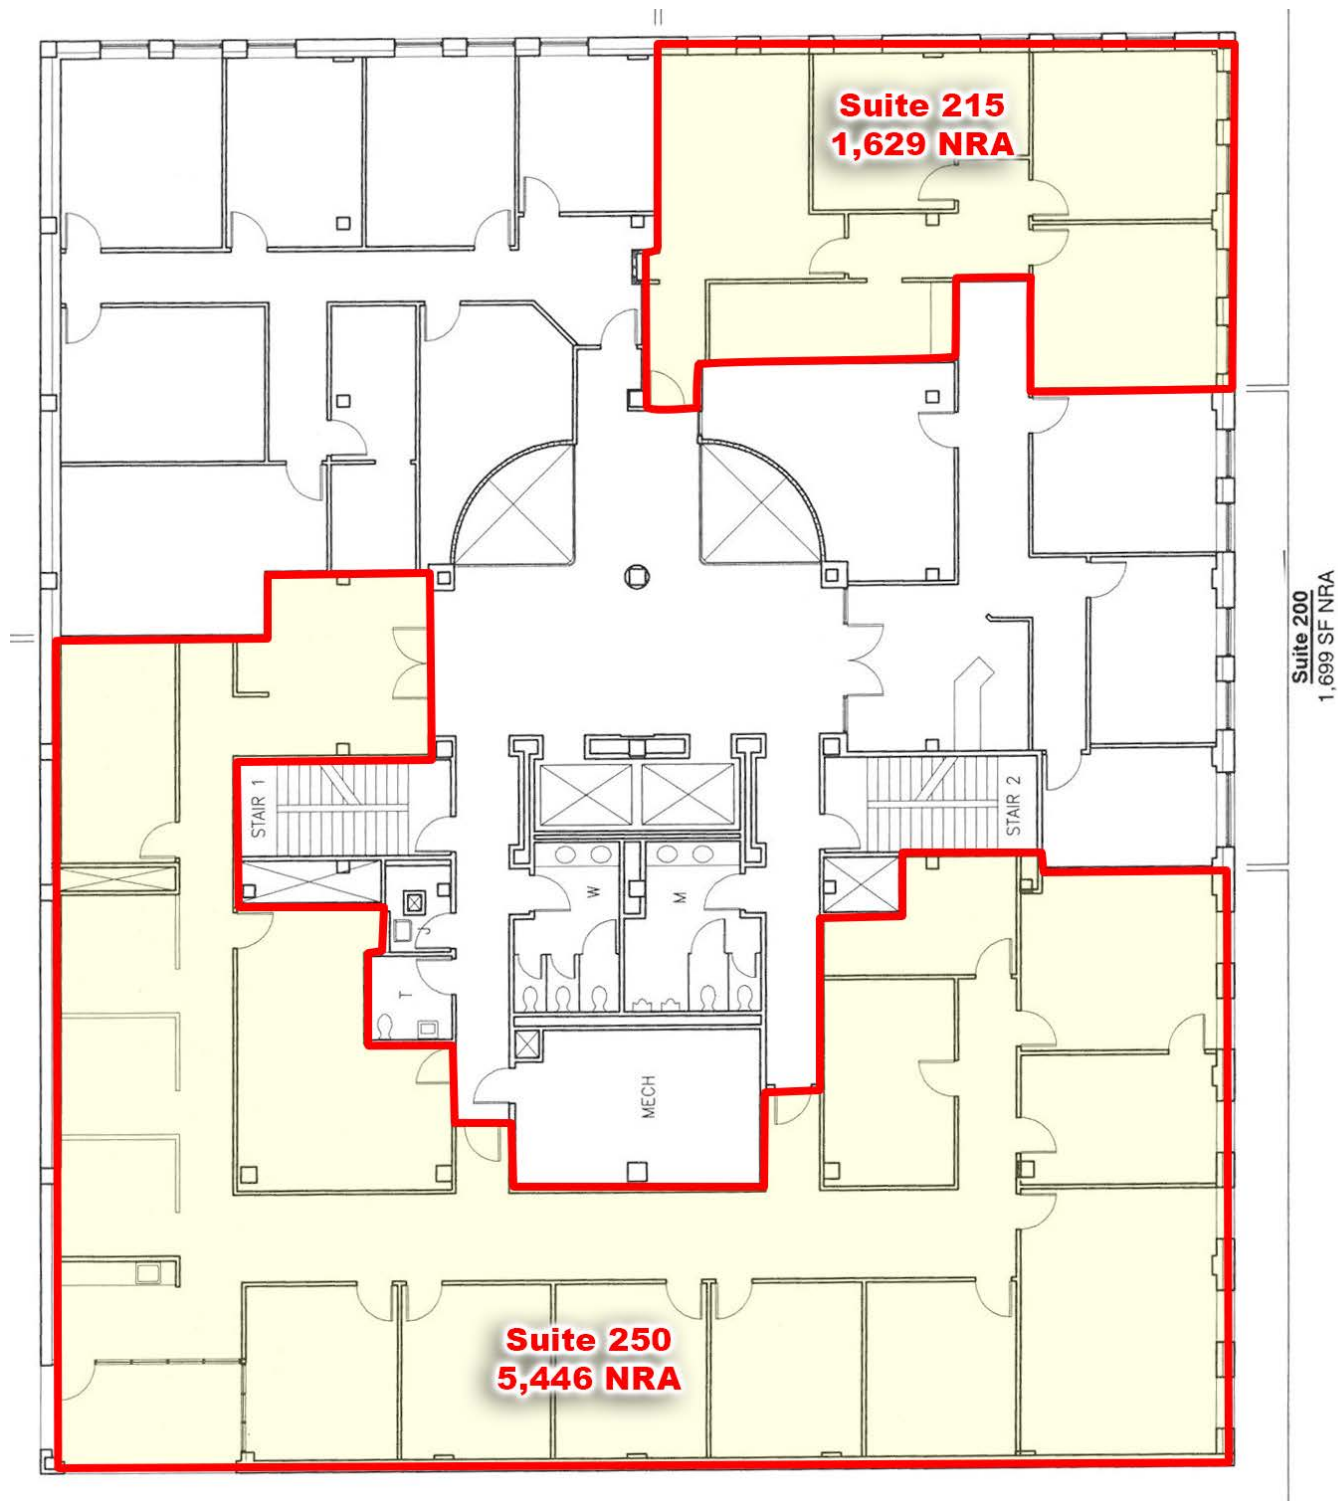 Suite 215
1,629 NRA
Suite 200
1,699 SF NRA
STAIR 1
STAIR 2
W
M
J
T
MECH
Suite 250
5,446 NRA